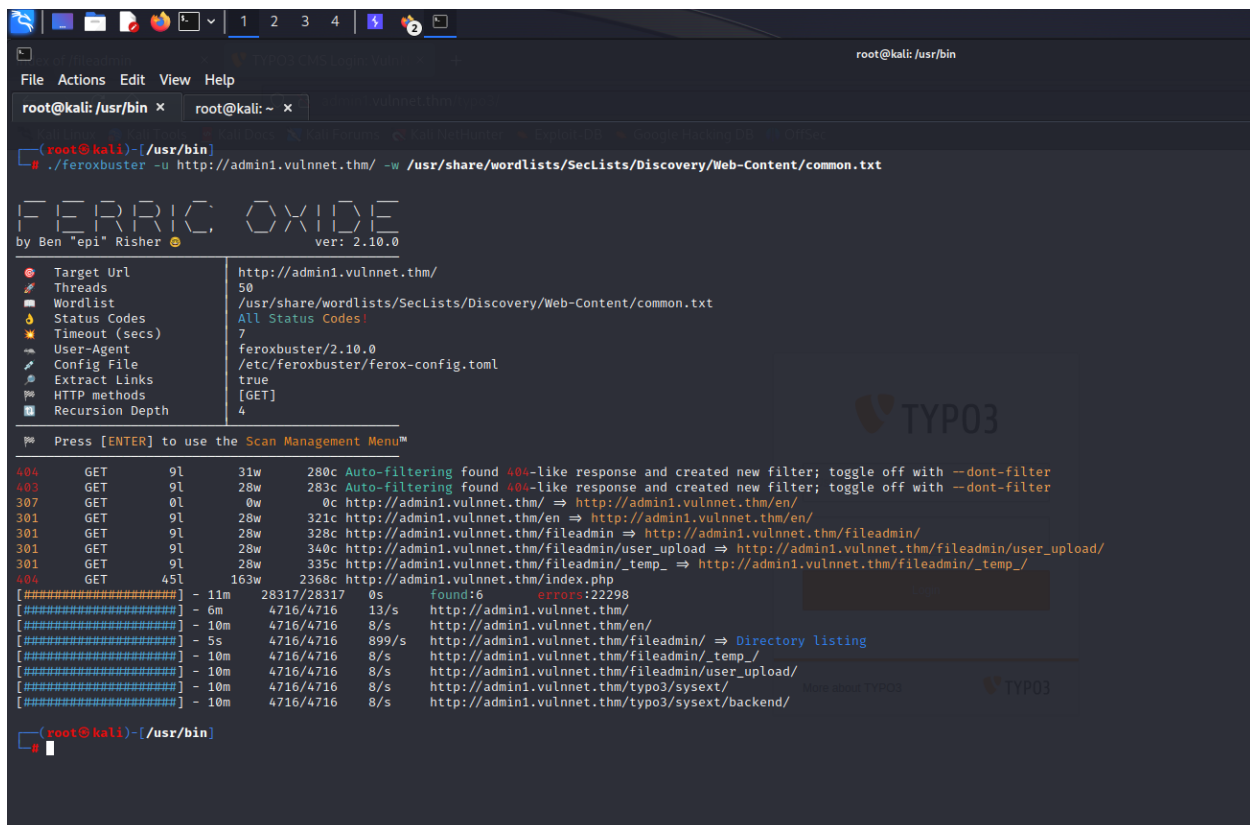 1 2 3 4 2
root@kali: /usr/bin
File Actions Edit View Help
root@kali: /usr/bin × root@kali: ~ ×
┌──(root㉿kali)-[/usr/bin]
└─# ./feroxbuster -u http://admin1.vulnnet.thm/ -w /usr/share/wordlists/SecLists/Discovery/Web-Content/common.txt
FERRIC OXIDE
by Ben "epi" Risher 🤓 ver: 2.10.0
🎯 Target Url │ http://admin1.vulnnet.thm/
🚀 Threads │ 50
📖 Wordlist │ /usr/share/wordlists/SecLists/Discovery/Web-Content/common.txt
👌 Status Codes │ All Status Codes!
💥 Timeout (secs) │ 7
🦡 User-Agent │ feroxbuster/2.10.0
💉 Config File │ /etc/feroxbuster/ferox-config.toml
🔎 Extract Links │ true
🏁 HTTP methods │ [GET]
🔃 Recursion Depth │ 4
🏁 Press [ENTER] to use the Scan Management Menu™
404 GET 9l 31w 280c Auto-filtering found 404-like response and created new filter; toggle off with --dont-filter
403 GET 9l 28w 283c Auto-filtering found 404-like response and created new filter; toggle off with --dont-filter
307 GET 0l 0w 0c http://admin1.vulnnet.thm/ => http://admin1.vulnnet.thm/en/
301 GET 9l 28w 321c http://admin1.vulnnet.thm/en => http://admin1.vulnnet.thm/en/
301 GET 9l 28w 328c http://admin1.vulnnet.thm/fileadmin => http://admin1.vulnnet.thm/fileadmin/
301 GET 9l 28w 340c http://admin1.vulnnet.thm/fileadmin/user_upload => http://admin1.vulnnet.thm/fileadmin/user_upload/
301 GET 9l 28w 335c http://admin1.vulnnet.thm/fileadmin/_temp_ => http://admin1.vulnnet.thm/fileadmin/_temp_/
404 GET 45l 163w 2368c http://admin1.vulnnet.thm/index.php
[####################] - 11m 28317/28317 0s found:6 errors:22298
[####################] - 6m 4716/4716 13/s http://admin1.vulnnet.thm/
[####################] - 10m 4716/4716 8/s http://admin1.vulnnet.thm/en/
[####################] - 5s 4716/4716 899/s http://admin1.vulnnet.thm/fileadmin/ => Directory listing
[####################] - 10m 4716/4716 8/s http://admin1.vulnnet.thm/fileadmin/_temp_/
[####################] - 10m 4716/4716 8/s http://admin1.vulnnet.thm/fileadmin/user_upload/
[####################] - 10m 4716/4716 8/s http://admin1.vulnnet.thm/typo3/sysext/
[####################] - 10m 4716/4716 8/s http://admin1.vulnnet.thm/typo3/sysext/backend/
┌──(root㉿kali)-[/usr/bin]
└─#
TYPO3
More about TYPO3 TYPO3